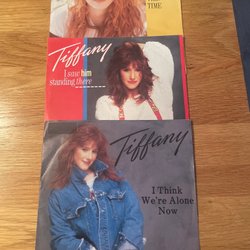 TIME
Tiffany
I saw him
standing there
Tiffany
I Think
We're Alone
Now